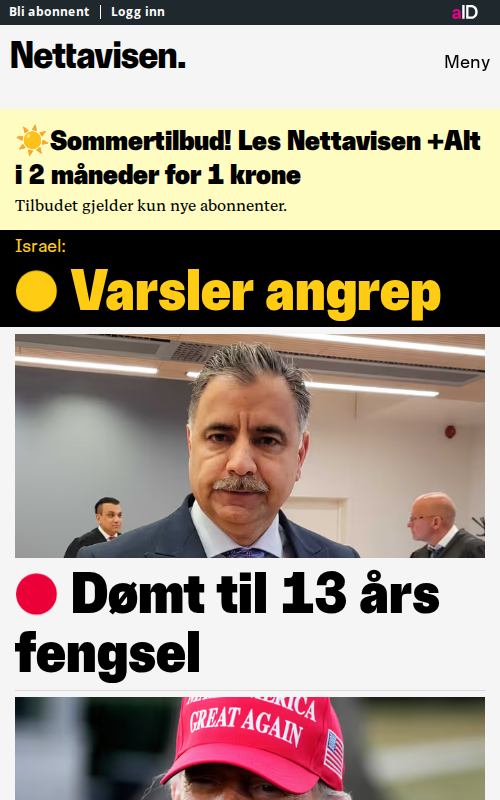 Bli abonnent
Logg inn
aID
Nettavisen.
Meny
Sommertilbud! Les Nettavisen +Alt
i 2 måneder for 1 krone
Tilbudet gjelder kun nye abonnenter.
Israel:
Varsler angrep
Dømt til 13 års
fengsel
MAKE AMERICA
GREAT AGAIN